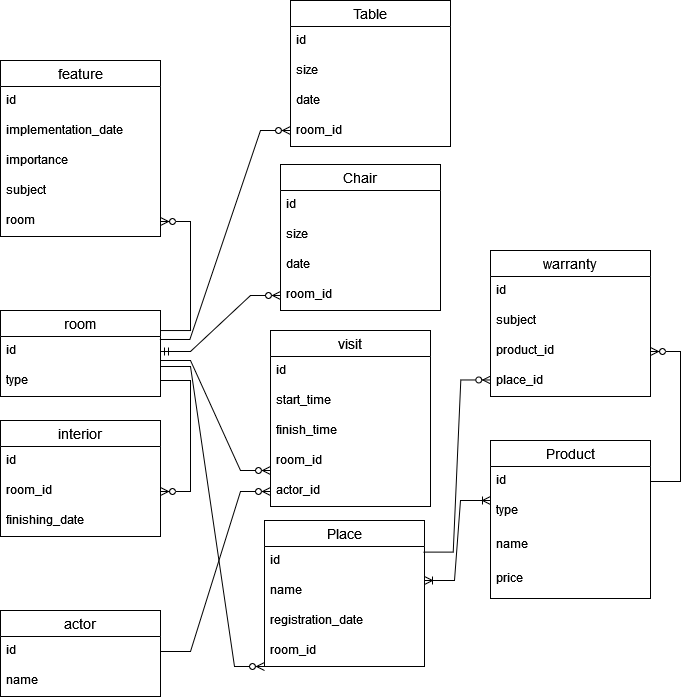 Table
id
size
date
room_id
feature
id
implementation_date
importance
subject
room
Chair
id
size
date
room_id
warranty
id
subject
product_id
place_id
room
id
type
visit
id
start_time
finish_time
room_id
actor_id
interior
id
room_id
finishing_date
Product
id
type
name
price
Place
id
name
registration_date
room_id
actor
id
name